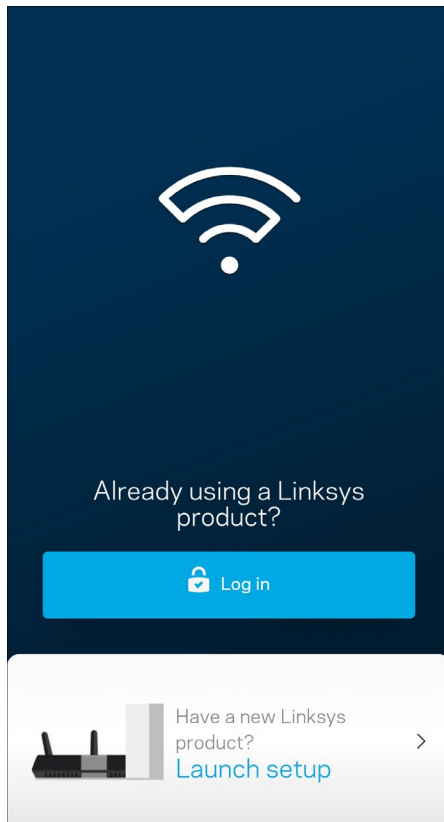 Already using a Linksys
product?
Log in
Have a new Linksys
product?
Launch setup